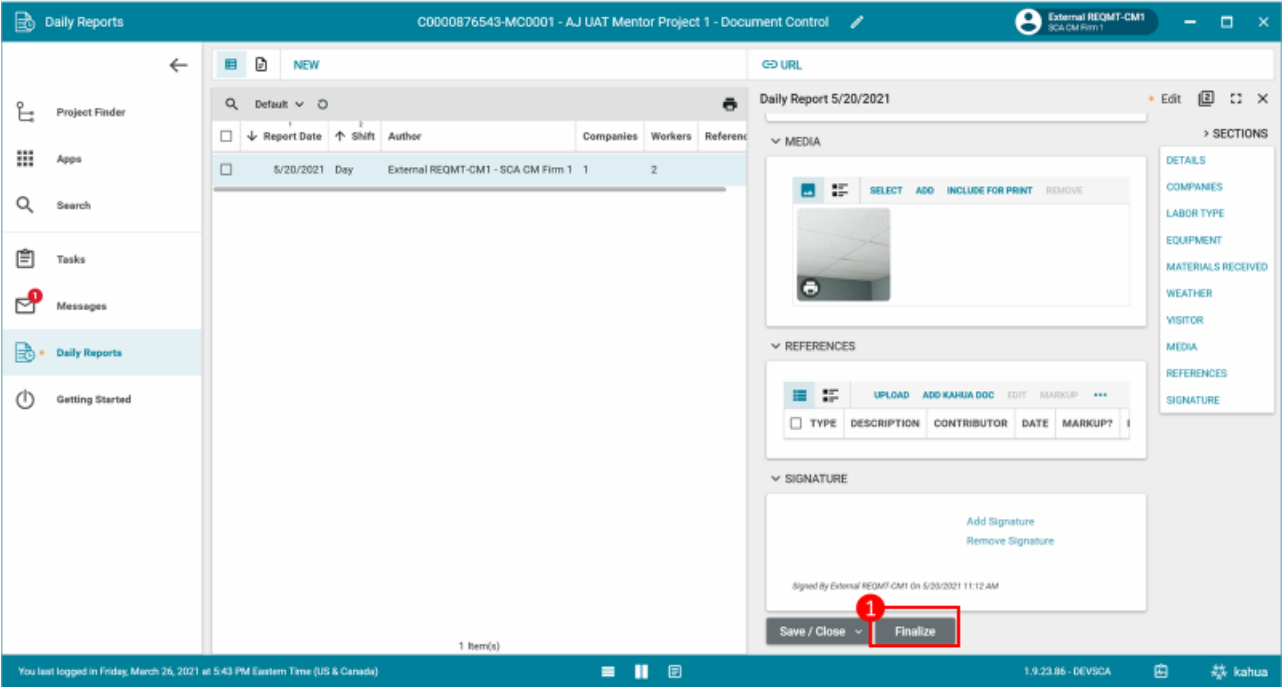 Daily Reports
C0000876543-MC0001 - AJ UAT Mentor Project 1 - Document Control
External REQMT-CM1
SCA CM Firm 1
Project Finder
Apps
Search
Tasks
1
Messages
Daily Reports
Getting Started
NEW
Default
1 2
Report Date Shift Author Companies Workers Referenc
5/20/2021 Day External REQMT-CM1 - SCA CM Firm 1 1 2
1 Item(s)
URL
Daily Report 5/20/2021
Edit
2
MEDIA
SELECT ADD INCLUDE FOR PRINT REMOVE
REFERENCES
UPLOAD ADD KAHUA DOC EDIT MARKUP •••
TYPE DESCRIPTION CONTRIBUTOR DATE MARKUP?
SIGNATURE
Add Signature
Remove Signature
Signed By External REQMT-CM1 On 5/20/2021 11:12 AM
1
Save / Close Finalize
> SECTIONS
DETAILS
COMPANIES
LABOR TYPE
EQUIPMENT
MATERIALS RECEIVED
WEATHER
VISITOR
MEDIA
REFERENCES
SIGNATURE
You last logged in Friday, March 26, 2021 at 5:43 PM Eastern Time (US & Canada)
1.9.23.86 - DEVSCA
kahua